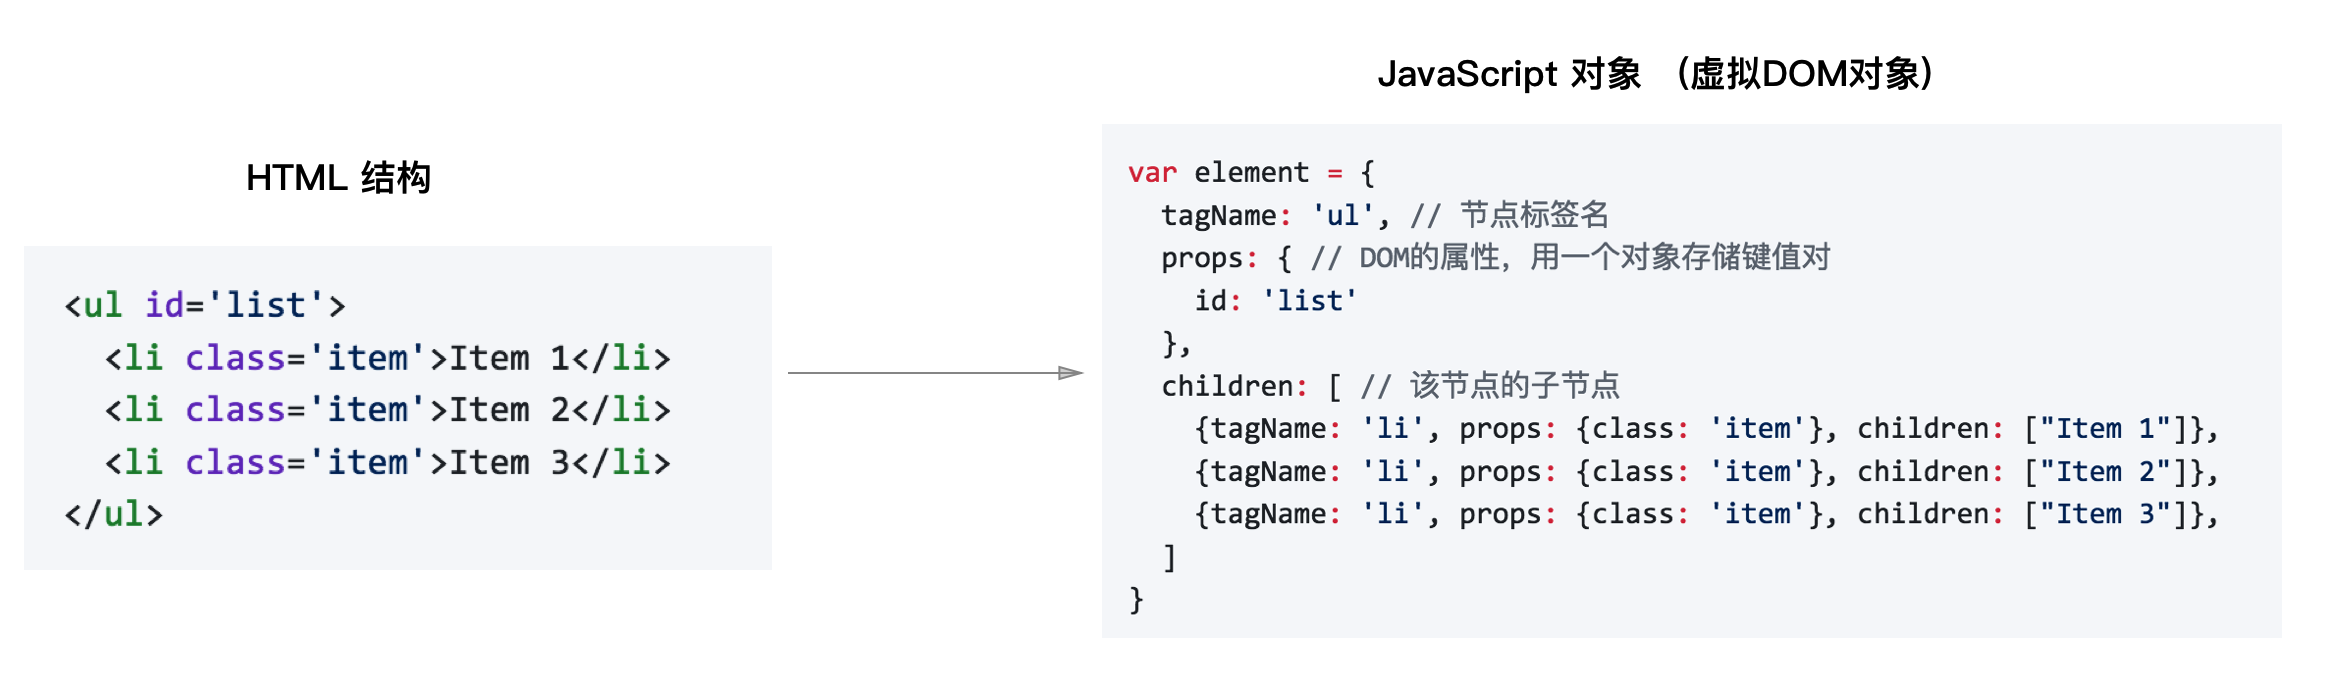 HTML 结构
<ul id='list'>
  <li class='item'>Item 1</li>
  <li class='item'>Item 2</li>
  <li class='item'>Item 3</li>
</ul>
JavaScript 对象 （虚拟DOM对象）
var element = {
  tagName: 'ul', // 节点标签名
  props: { // DOM的属性，用一个对象存储键值对
    id: 'list'
  },
  children: [ // 该节点的子节点
    {tagName: 'li', props: {class: 'item'}, children: ["Item 1"]},
    {tagName: 'li', props: {class: 'item'}, children: ["Item 2"]},
    {tagName: 'li', props: {class: 'item'}, children: ["Item 3"]},
  ]
}